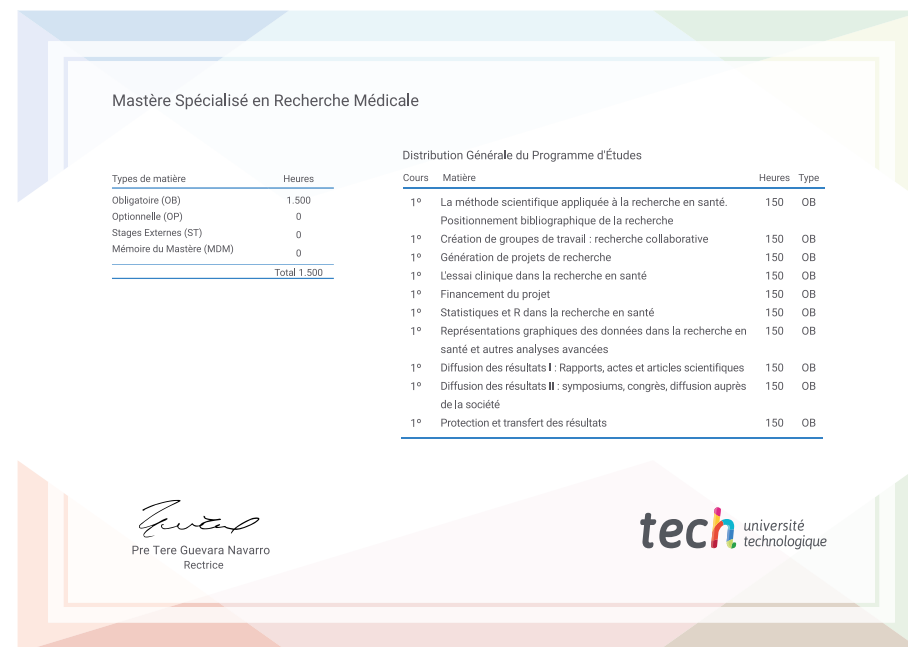 Mastère Spécialisé en Recherche Médicale
Types de matière Heures
Obligatoire (OB) 1.500
Optionnelle (OP) 0
Stages Externes (ST) 0
Mémoire du Mastère (MDM) 0
Total 1.500
Distribution Générale du Programme d'Études
Cours Matière Heures Type
1º La méthode scientifique appliquée à la recherche en santé. 150 OB
Positionnement bibliographique de la recherche
1º Création de groupes de travail : recherche collaborative 150 OB
1º Génération de projets de recherche 150 OB
1º L'essai clinique dans la recherche en santé 150 OB
1º Financement du projet 150 OB
1º Statistiques et R dans la recherche en santé 150 OB
1º Représentations graphiques des données dans la recherche en 150 OB
santé et autres analyses avancées
1º Diffusion des résultats I : Rapports, actes et articles scientifiques 150 OB
1º Diffusion des résultats II : symposiums, congrès, diffusion auprès 150 OB
de la société
1º Protection et transfert des résultats 150 OB
Pre Tere Guevara Navarro
Rectrice
tech université
technologique